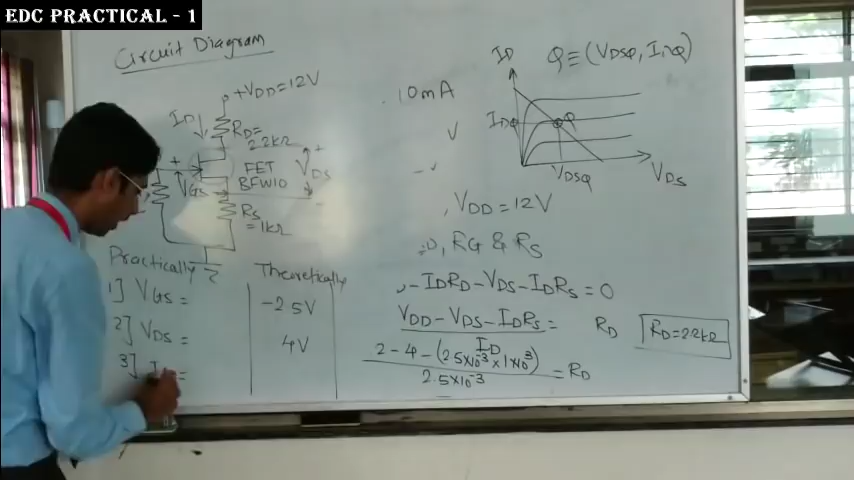 EDC PRACTICAL - 1
Circuit Diagram
+VDD=12V
ID
RD=
2.2kΩ
+
VGS
FET
BFW10
+
VDS
-
RS
=1kΩ
Practically
Theoretically
1] VGS =
-2.5V
2] VDS =
4V
3]
=
10mA
ID
Q≡(VDSQ, IDQ)
IDQ
Q
VDSQ
VDS
VDD=12V
RG & RS
-IDRD-VDS-IDRS=0
VDD-VDS-IDRS= RD
ID
RD=2.2kΩ
2-4-(2.5×10-3×1×103)
=RD
2.5×10-3